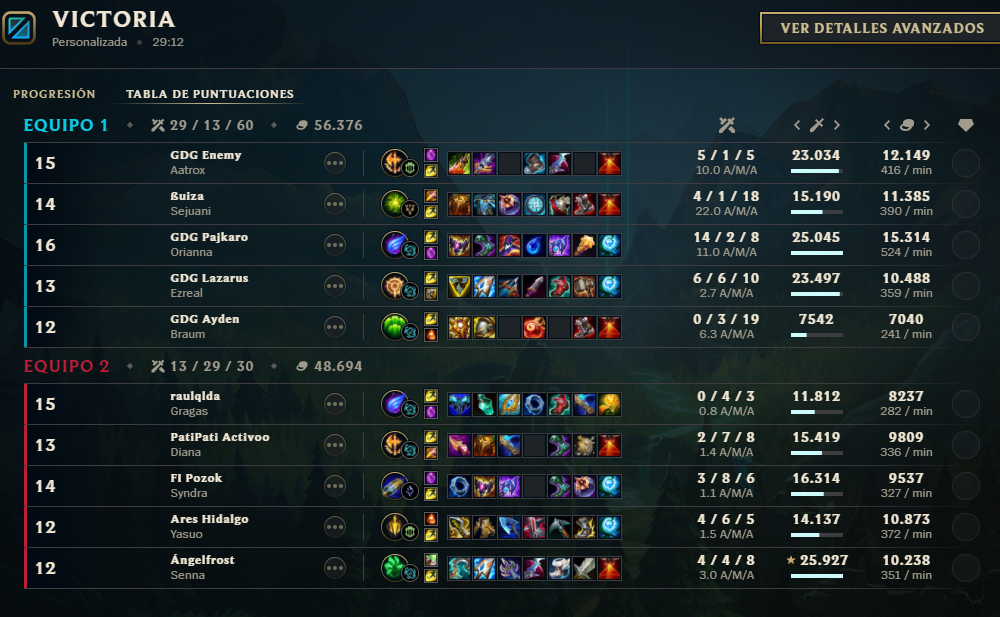 VICTORIA
Personalizada • 29:12
VER DETALLES AVANZADOS
PROGRESIÓN TABLA DE PUNTUACIONES
EQUIPO 1 29 / 13 / 60 56.376
15 GDG Enemy 5 / 1 / 5 23.034 12.149
Aatrox 10.0 A/M/A 416 / min
14 ßuiza 4 / 1 / 18 15.190 11.385
Sejuani 22.0 A/M/A 390 / min
16 GDG Pajkaro 14 / 2 / 8 25.045 15.314
Orianna 11.0 A/M/A 524 / min
13 GDG Lazarus 6 / 6 / 10 23.497 10.488
Ezreal 2.7 A/M/A 359 / min
12 GDG Ayden 0 / 3 / 19 7542 7040
Braum 6.3 A/M/A 241 / min
EQUIPO 2 13 / 29 / 30 48.694
15 raulqlda 0 / 4 / 3 11.812 8237
Gragas 0.8 A/M/A 282 / min
13 PatiPati Activoo 2 / 7 / 8 15.419 9809
Diana 1.4 A/M/A 336 / min
14 FI Pozok 3 / 8 / 6 16.314 9537
Syndra 1.1 A/M/A 327 / min
12 Ares Hidalgo 4 / 6 / 5 14.137 10.873
Yasuo 1.5 A/M/A 372 / min
12 Ángelfrost 4 / 4 / 8 25.927 10.238
Senna 3.0 A/M/A 351 / min